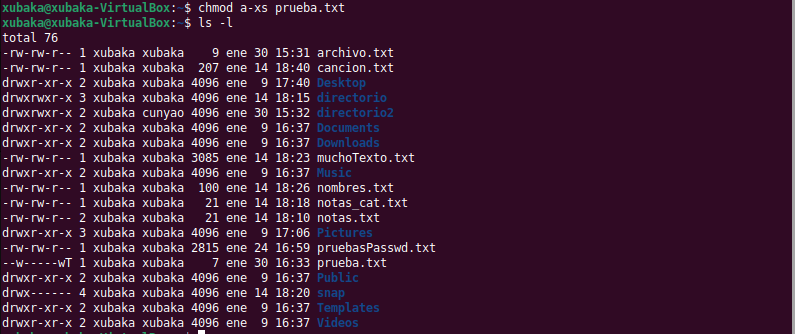 xubaka@xubaka-VirtualBox:~$ chmod a-xs prueba.txt
xubaka@xubaka-VirtualBox:~$ ls -l
total 76
-rw-rw-r-- 1 xubaka xubaka    9 ene 30 15:31 archivo.txt
-rw-rw-r-- 1 xubaka xubaka  207 ene 14 18:40 cancion.txt
drwxr-xr-x 2 xubaka xubaka 4096 ene  9 17:40 Desktop
drwxrwxrwx 3 xubaka xubaka 4096 ene 14 18:15 directorio
drwxr-xr-x 2 xubaka cunyao 4096 ene 30 15:32 directorio2
drwxr-xr-x 2 xubaka xubaka 4096 ene  9 16:37 Documents
drwxr-xr-x 2 xubaka xubaka 4096 ene  9 16:37 Downloads
-rw-rw-r-- 1 xubaka xubaka 3085 ene 14 18:23 muchoTexto.txt
drwxr-xr-x 2 xubaka xubaka 4096 ene  9 16:37 Music
-rw-rw-r-- 1 xubaka xubaka  100 ene 14 18:26 nombres.txt
-rw-rw-r-- 1 xubaka xubaka   21 ene 14 18:18 notas_cat.txt
-rw-rw-r-- 2 xubaka xubaka   21 ene 14 18:10 notas.txt
drwxr-xr-x 3 xubaka xubaka 4096 ene  9 17:06 Pictures
-rw-rw-r-- 1 xubaka xubaka 2815 ene 24 16:59 pruebasPasswd.txt
--w-----wT 1 xubaka xubaka    7 ene 30 16:33 prueba.txt
drwxr-xr-x 2 xubaka xubaka 4096 ene  9 16:37 Public
drwx------ 4 xubaka xubaka 4096 ene 14 18:20 snap
drwxr-xr-x 2 xubaka xubaka 4096 ene  9 16:37 Templates
drwxr-xr-x 2 xubaka xubaka 4096 ene  9 16:37 Videos